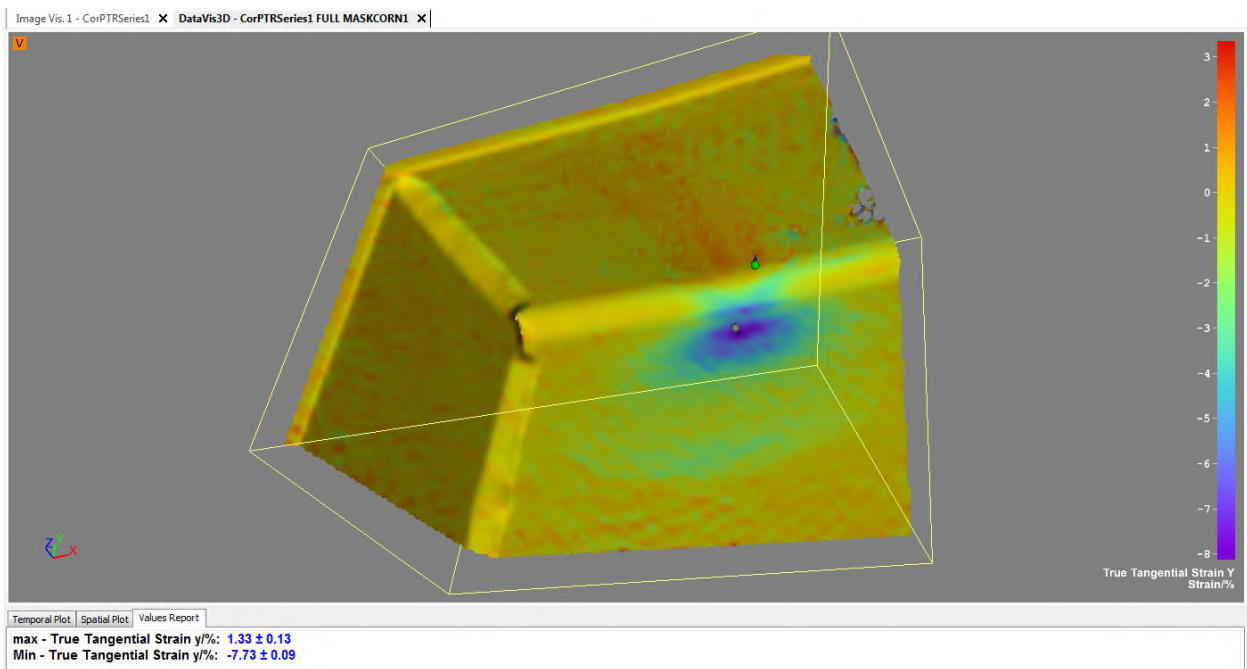 Image Vis. 1 - CorPTRSeries1 ✕ DataVis3D - CorPTRSeries1 FULL MASKCORN1 ✕
V
3
2
1
0
-1
-2
-3
-4
-5
-6
-7
-8
True Tangential Strain Y
Strain/%
Z Y X
Temporal Plot Spatial Plot Values Report
max - True Tangential Strain y/%: 1.33 ± 0.13
Min - True Tangential Strain y/%: -7.73 ± 0.09